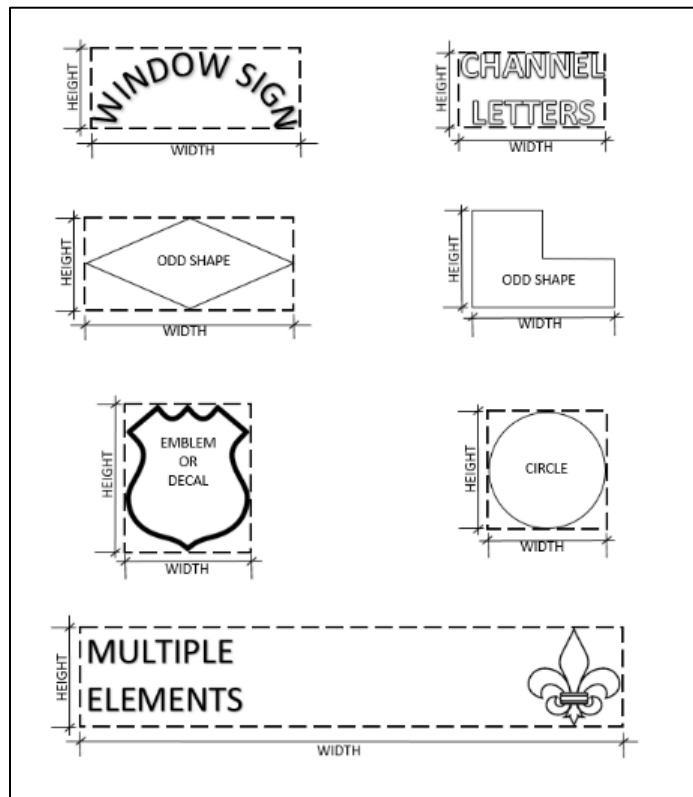 HEIGHT
WINDOW SIGN
WIDTH
HEIGHT
CHANNEL
LETTERS
WIDTH
HEIGHT
ODD SHAPE
WIDTH
HEIGHT
ODD SHAPE
WIDTH
HEIGHT
EMBLEM
OR
DECAL
WIDTH
HEIGHT
CIRCLE
WIDTH
HEIGHT
MULTIPLE
ELEMENTS
WIDTH